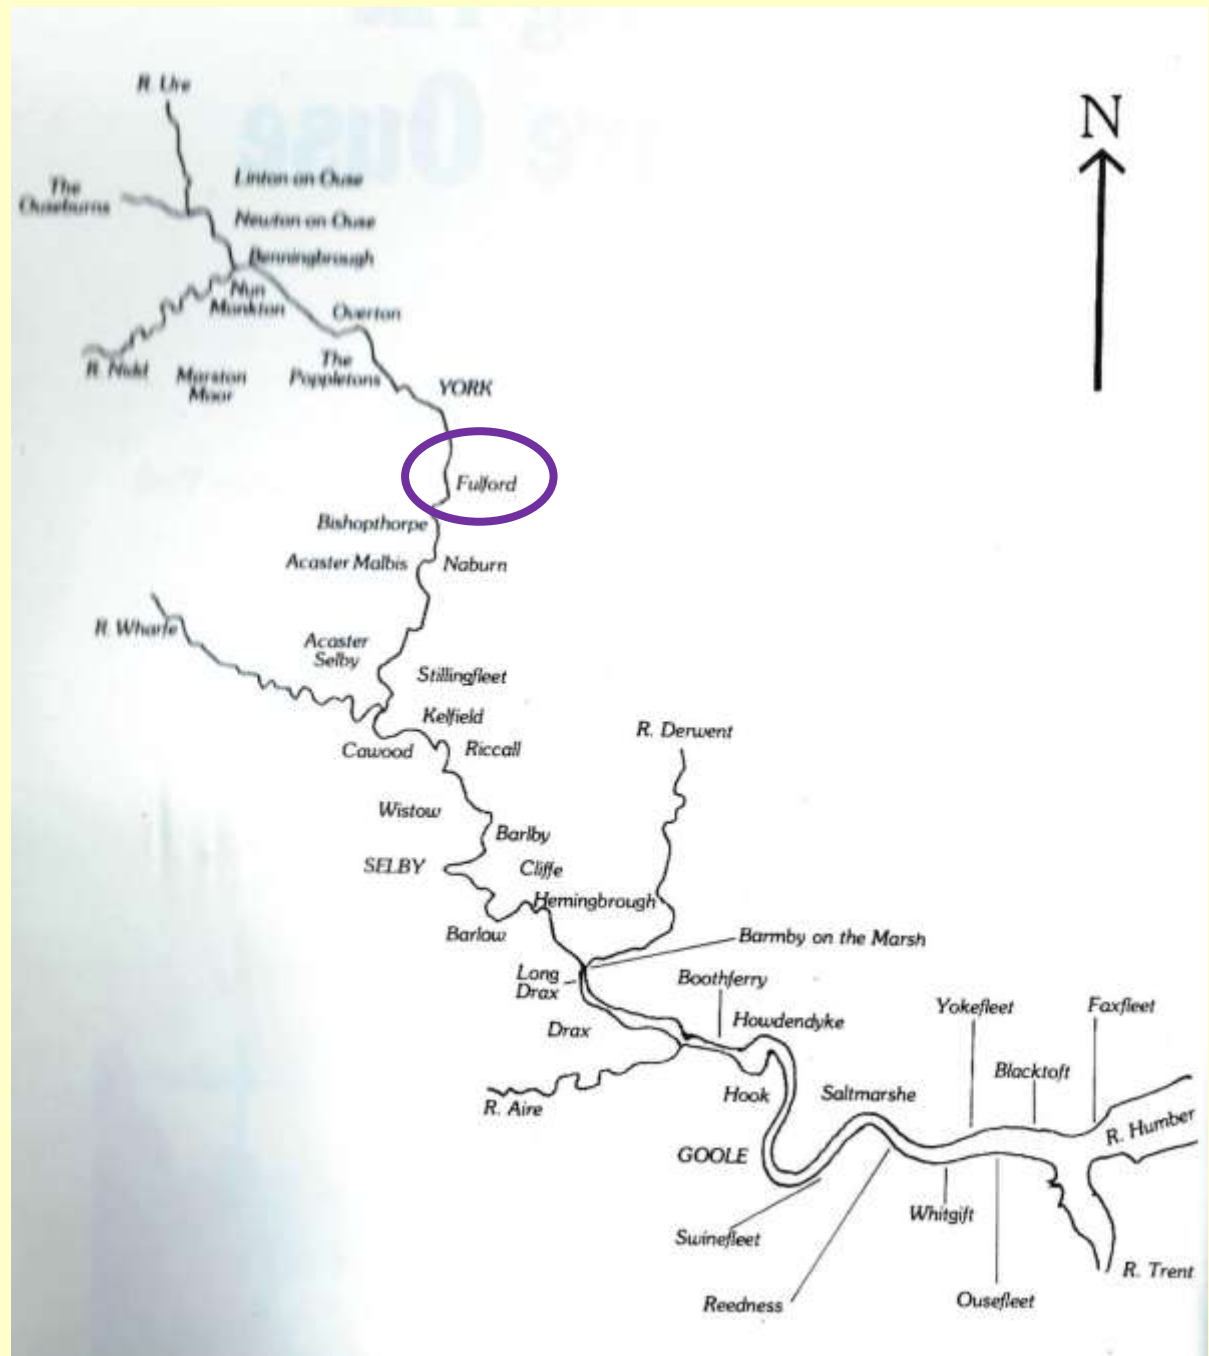 R. Ure
N
Linton on Ouse
The
Ouseburns
Newton on Ouse
Benningbrough
Nun
Monkton
Overton
The
Poppletons
R. Nidd
Marston
Moor
YORK
Fulford
Bishopthorpe
Acaster Malbis
Naburn
R. Wharfe
Acaster
Selby
Stillingfleet
Kelfield
Cawood
Riccall
R. Derwent
Wistow
Barlby
SELBY
Cliffe
Hemingbrough
Barlow
Barmby on the Marsh
Long
Drax
Boothferry
Drax
Howdendyke
Yokefleet
Faxfleet
Blacktoft
Hook
Saltmarshe
R. Aire
R. Humber
GOOLE
Whitgift
Swinefleet
R. Trent
Reedness
Ousefleet
Ouse